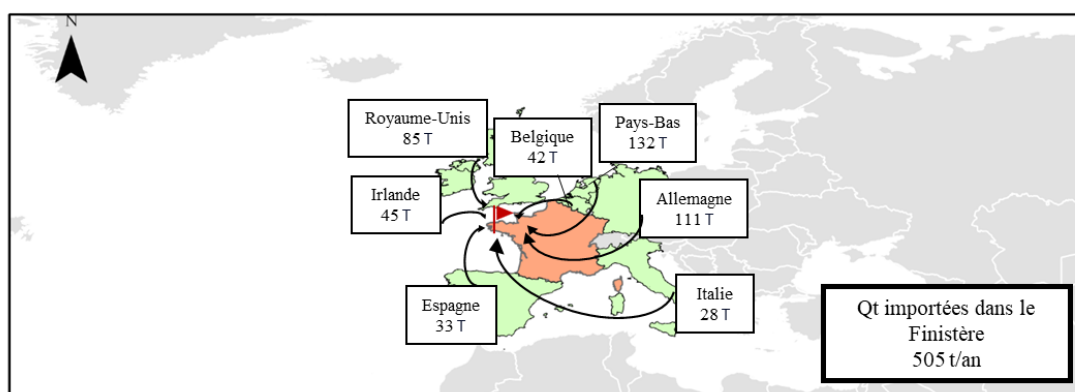 N
Royaume-Unis
85 T
Belgique
42 T
Pays-Bas
132 T
Irlande
45 T
Allemagne
111 T
Espagne
33 T
Italie
28 T
Qt importées dans le
Finistère
505 t/an